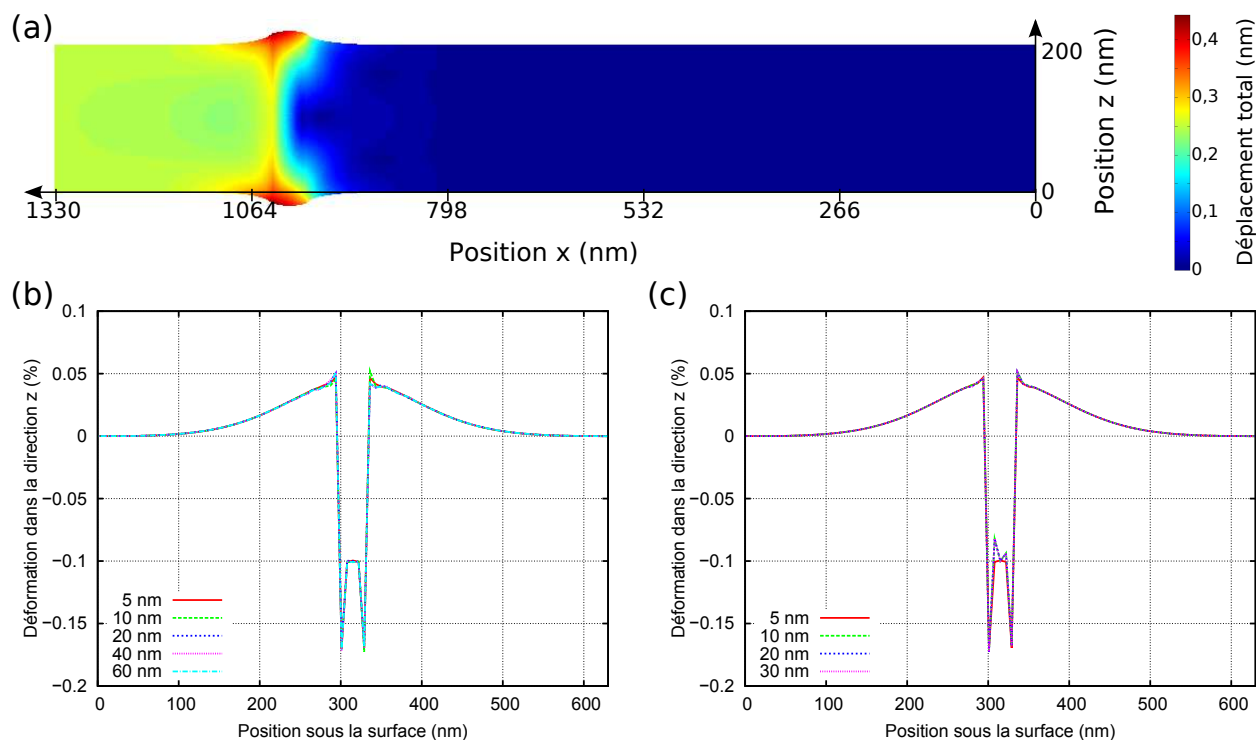 (a)
200
0
Position z (nm)
0,4
0,3
0,2
0,1
0
Déplacement total (nm)
1330 1064 798 532 266 0
Position x (nm)
(b)
0.1
0.05
0
−0.05
−0.1
−0.15
−0.2
Déformation dans la direction z (%)
5 nm
10 nm
20 nm
40 nm
60 nm
0 100 200 300 400 500 600
Position sous la surface (nm)
(c)
0.1
0.05
0
−0.05
−0.1
−0.15
−0.2
Déformation dans la direction z (%)
5 nm
10 nm
20 nm
30 nm
0 100 200 300 400 500 600
Position sous la surface (nm)